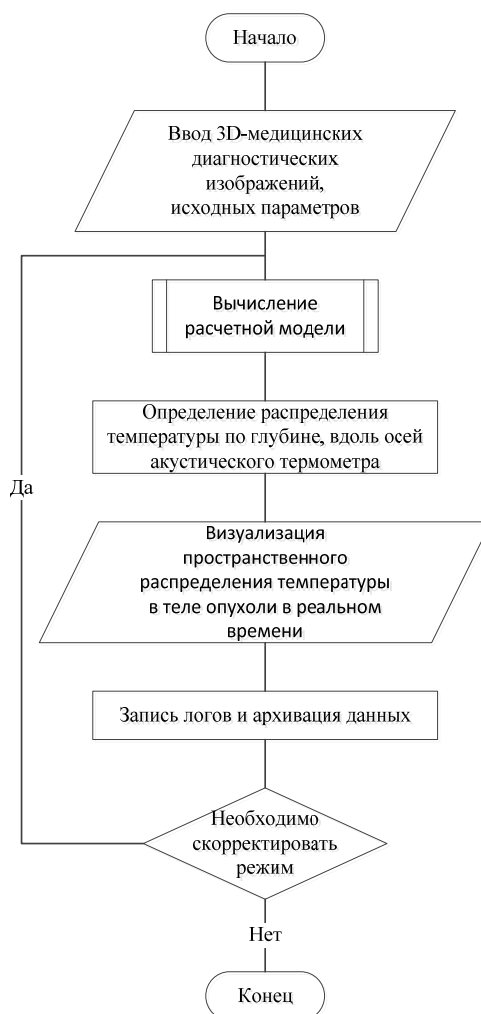 Начало
Ввод 3D-медицинских
диагностических
изображений,
исходных параметров
Вычисление
расчетной модели
Определение распределения
температуры по глубине, вдоль осей
акустического термометра
Да
Визуализация
пространственного
распределения температуры
в теле опухоли в реальном
времени
Запись логов и архивация данных
Необходимо
скорректировать
режим
Нет
Конец